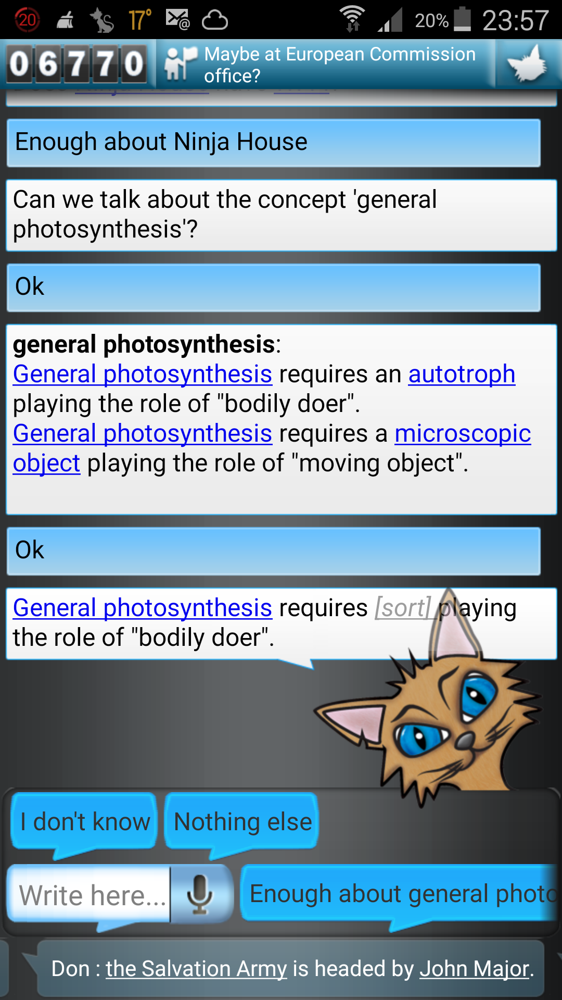 20 17° 20% 23:57
06770 Maybe at European Commission
office?
Enough about Ninja House
Can we talk about the concept 'general
photosynthesis'?
Ok
general photosynthesis:
General photosynthesis requires an autotroph
playing the role of "bodily doer".
General photosynthesis requires a microscopic
object playing the role of "moving object".
Ok
General photosynthesis requires [sort] playing
the role of "bodily doer".
I don't know Nothing else
Write here... Enough about general photo
Don : the Salvation Army is headed by John Major.